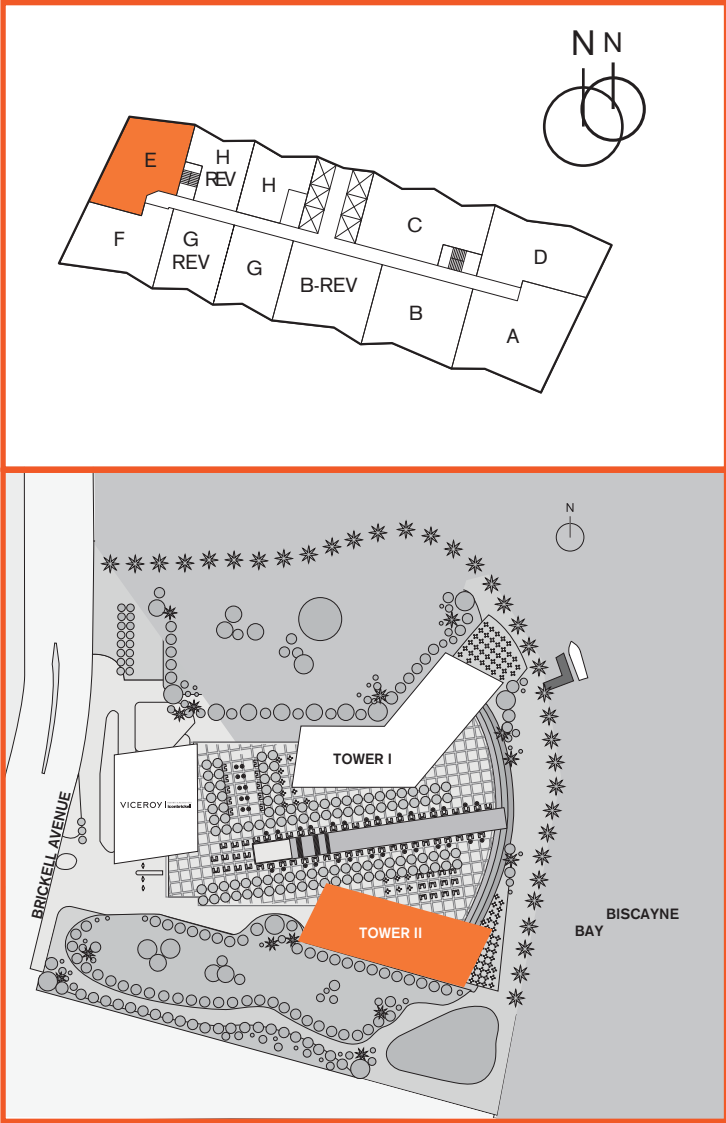 N N
E
H
REV
H
C
D
F
G
REV
G
B-REV
B
A
N
TOWER I
VICEROY
BRICKELL AVENUE
BISCAYNE
BAY
TOWER II